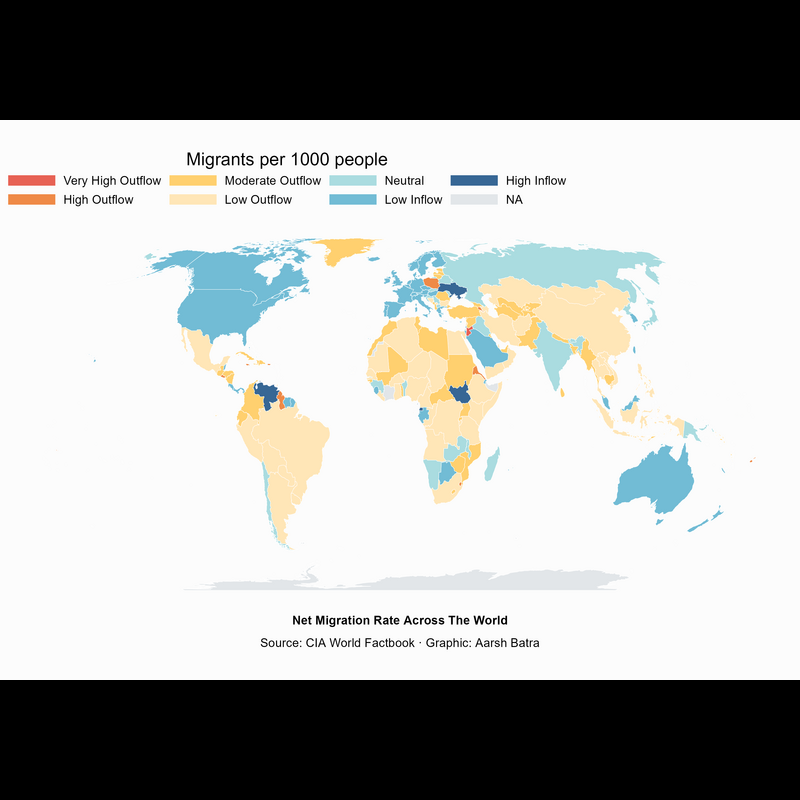 Migrants per 1000 people
Very High Outflow Moderate Outflow Neutral High Inflow
High Outflow Low Outflow Low Inflow NA
Net Migration Rate Across The World
Source: CIA World Factbook · Graphic: Aarsh Batra